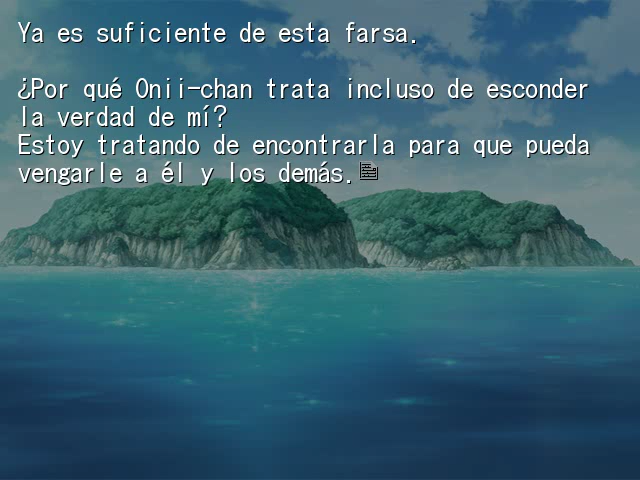 Ya es suficiente de esta farsa.
¿Por qué Onii-chan trata incluso de esconder
la verdad de mí?
Estoy tratando de encontrarla para que pueda
vengarle a él y los demás.